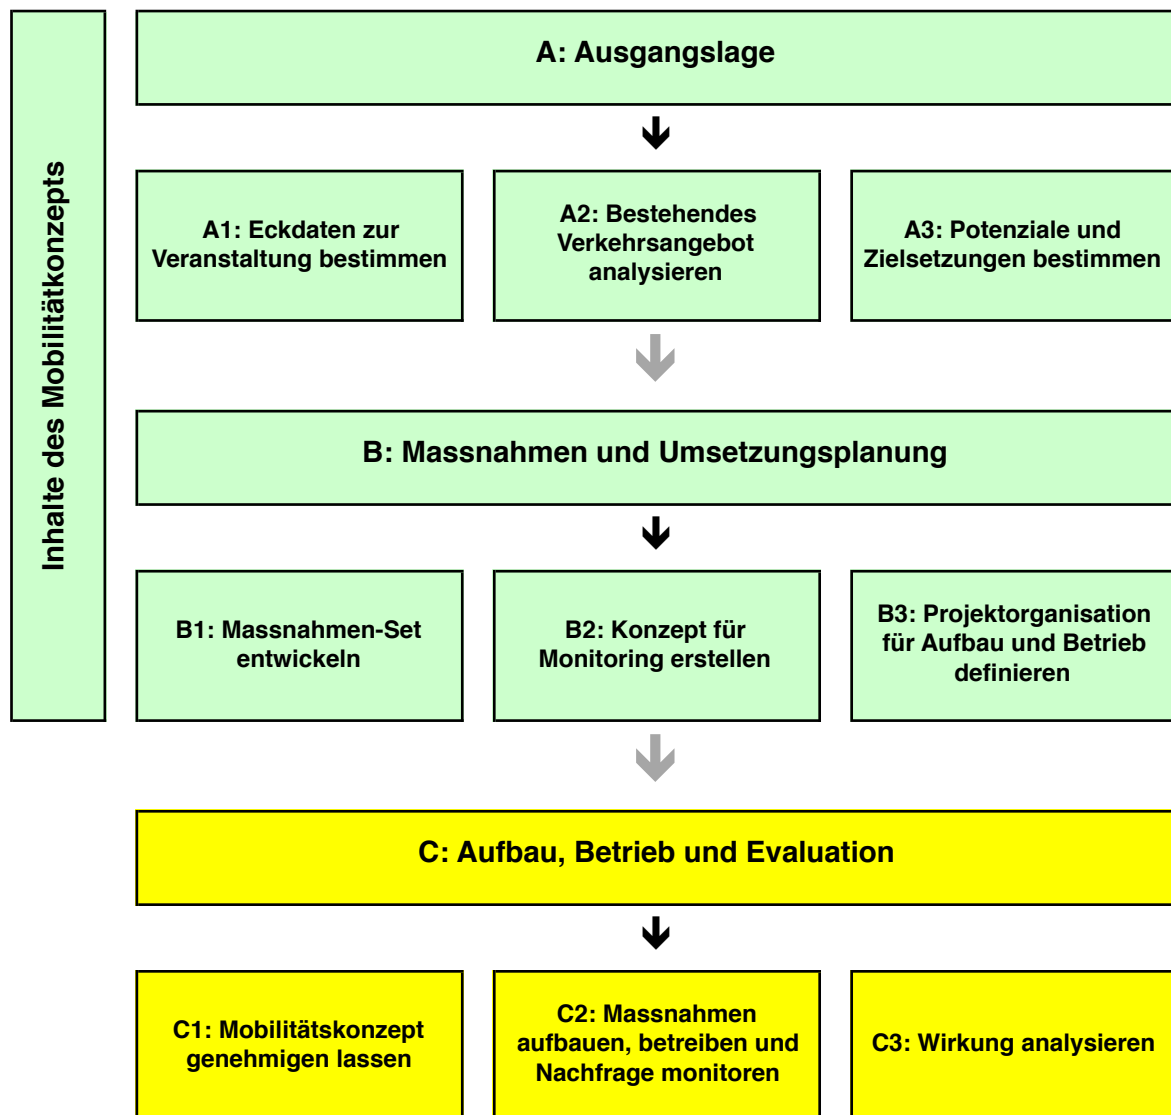 Inhalte des Mobilitätkonzepts
A: Ausgangslage
A1: Eckdaten zur
Veranstaltung bestimmen
A2: Bestehendes
Verkehrsangebot
analysieren
A3: Potenziale und
Zielsetzungen bestimmen
B: Massnahmen und Umsetzungsplanung
B1: Massnahmen-Set
entwickeln
B2: Konzept für
Monitoring erstellen
B3: Projektorganisation
für Aufbau und Betrieb
definieren
C: Aufbau, Betrieb und Evaluation
C1: Mobilitätskonzept
genehmigen lassen
C2: Massnahmen
aufbauen, betreiben und
Nachfrage monitoren
C3: Wirkung analysieren